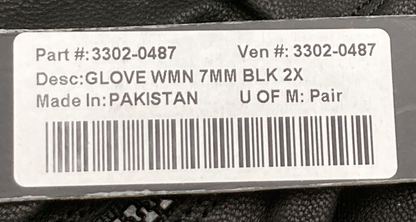 Part #: 3302-0487 Ven #: 3302-0487
Desc:GLOVE WMN 7MM BLK 2X
Made In: PAKISTAN U OF M: Pair